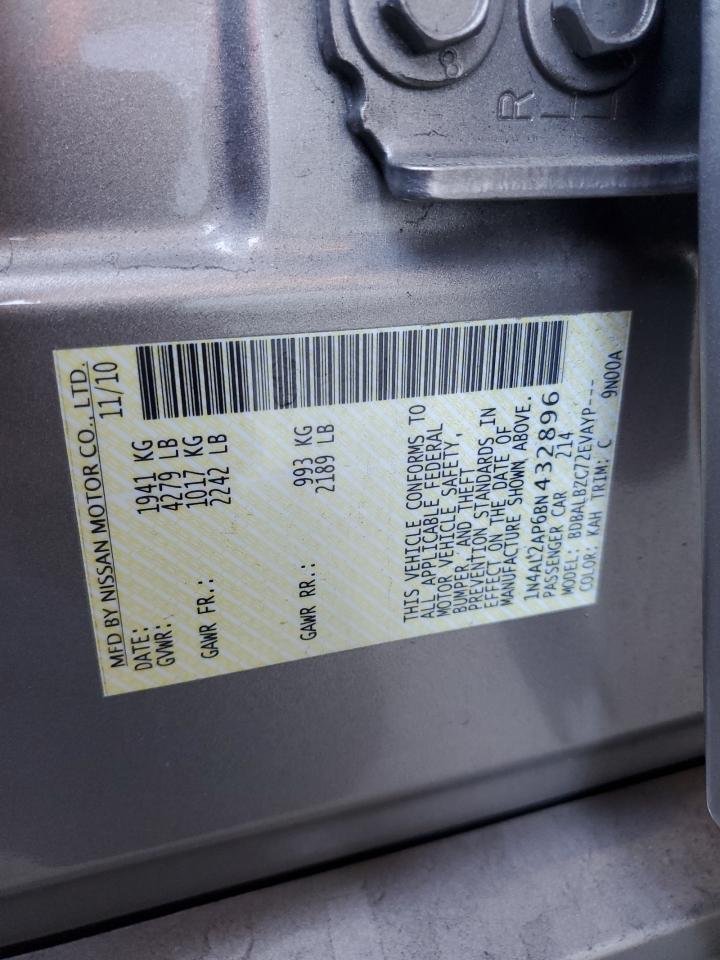 MFD BY NISSAN MOTOR CO., LTD.
DATE: 11/10
GVWR: 1941 KG
4279 LB
GAWR FR.: 1017 KG
2242 LB
GAWR RR.: 993 KG
2189 LB
THIS VEHICLE CONFORMS TO
ALL APPLICABLE FEDERAL
MOTOR VEHICLE SAFETY,
BUMPER, AND THEFT
PREVENTION STANDARDS IN
EFFECT ON THE DATE OF
MANUFACTURE SHOWN ABOVE.
1N4AL2AP6BN432896
PASSENGER CAR 214
MODEL: BDBALBZC72EVAYP---
COLOR: KAH TRIM: C 9N00A
8
R